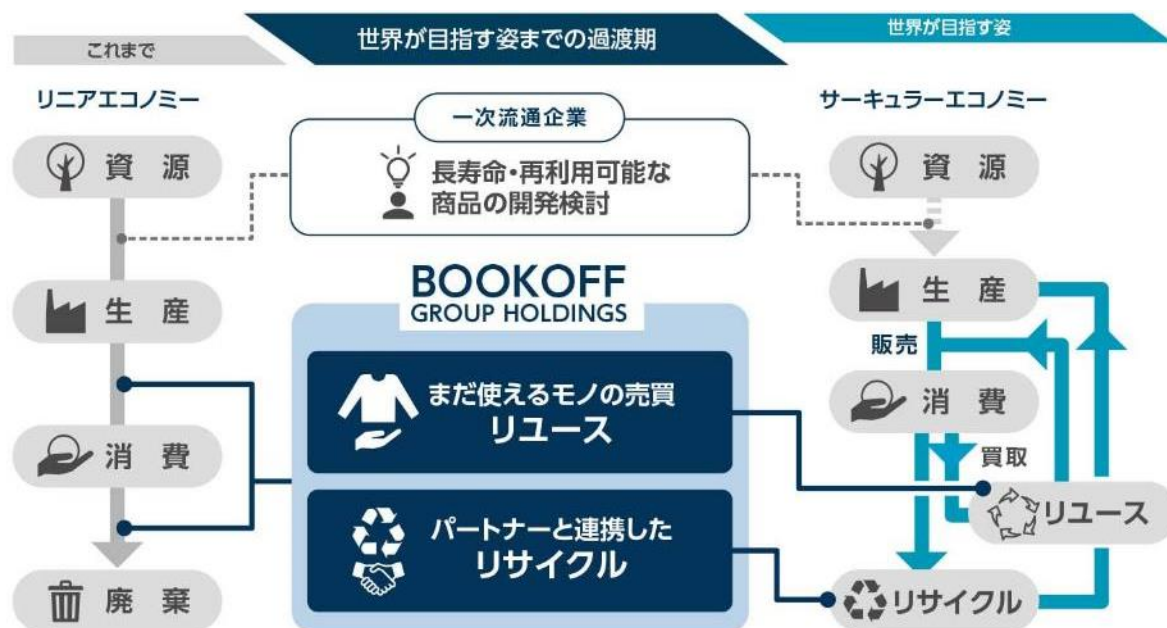 これまで
世界が目指す姿までの過渡期
世界が目指す姿
リニアエコノミー
資源
生産
消費
廃棄
一次流通企業
長寿命・再利用可能な
商品の開発検討
BOOKOFF
GROUP HOLDINGS
まだ使えるモノの売買
リユース
パートナーと連携した
リサイクル
サーキュラーエコノミー
資源
生産
販売
消費
買取
リユース
リサイクル